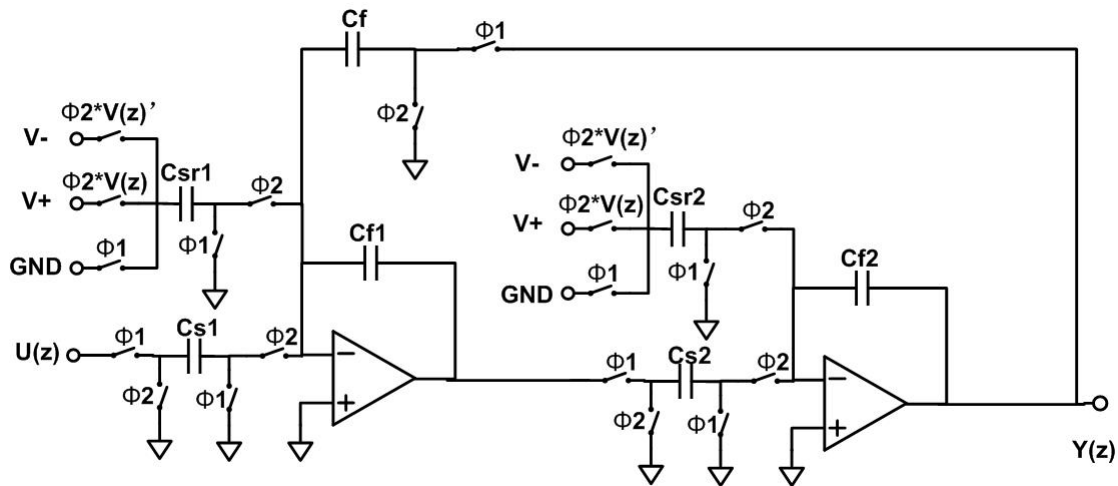 Cf
Φ1
Φ2*V(z)'
V-
Φ2
Φ2*V(z)'
V-
Φ2*V(z)
Csr1
V+
Φ2
Csr2
Φ2*V(z)
V+
Φ2
Φ1
Φ1
Cf1
GND
Φ1
Φ1
Cf2
GND
Cs1
Φ1
Φ2
U(z)
Φ1
Cs2
Φ2
Φ2
Φ1
Φ2
Φ1
Y(z)